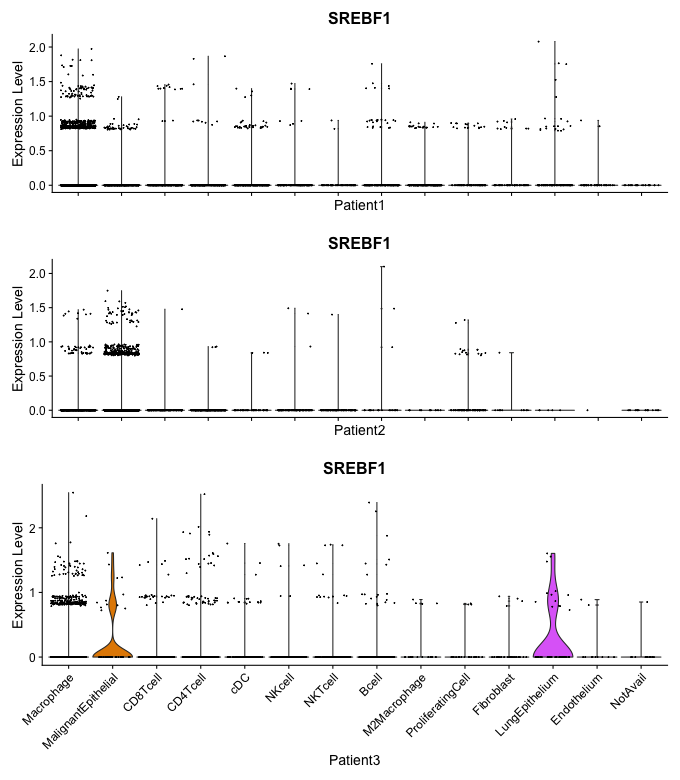 SREBF1
Expression Level
2.0
1.5
1.0
0.5
0.0
Patient1
SREBF1
Expression Level
2.0
1.5
1.0
0.5
0.0
Patient2
SREBF1
Expression Level
2
1
0
Macrophage
MalignantEpithelial
CD8Tcell
CD4Tcell
cDC
NKcell
NKTcell
Bcell
M2Macrophage
ProliferatingCell
Fibroblast
LungEpithelium
Endothelium
NotAvail
Patient3